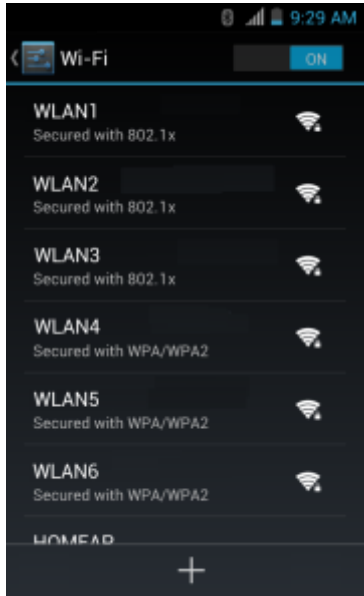 9:29 AM
Wi-Fi ON
WLAN1
Secured with 802.1x
WLAN2
Secured with 802.1x
WLAN3
Secured with 802.1x
WLAN4
Secured with WPA/WPA2
WLAN5
Secured with WPA/WPA2
WLAN6
Secured with WPA/WPA2
HOMEAP